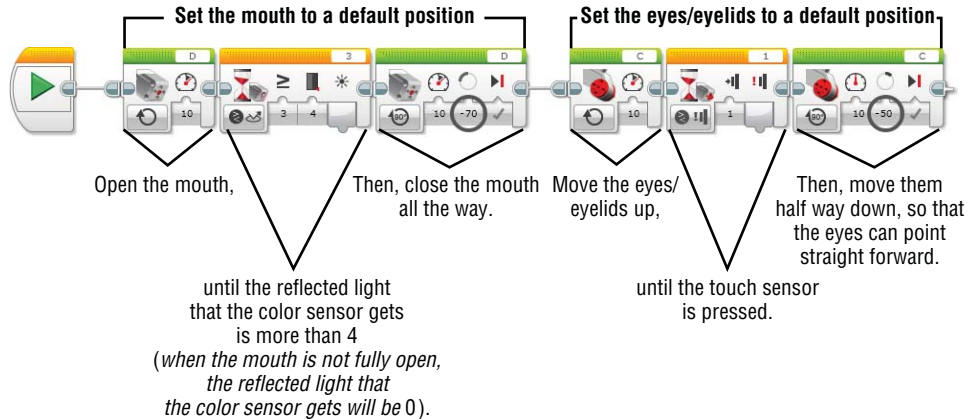 Set the mouth to a default position
Set the eyes/eyelids to a default position
D
3
D
C
1
C
10
3 4
90°
10 -70
10
1
90°
10 -50
Open the mouth,
until the reflected light
that the color sensor gets
is more than 4
(when the mouth is not fully open,
the reflected light that
the color sensor gets will be 0).
Then, close the mouth
all the way.
Move the eyes/
eyelids up,
until the touch sensor
is pressed.
Then, move them
half way down, so that
the eyes can point
straight forward.